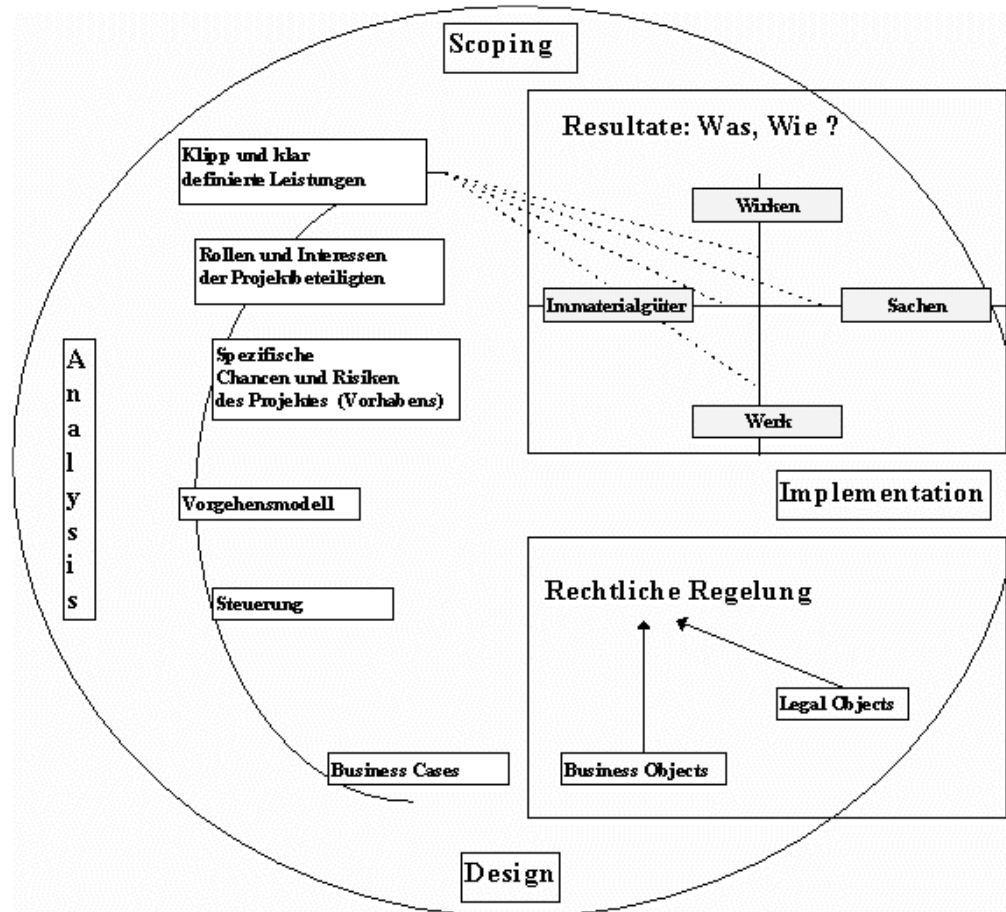 Scoping
Resultate: Was, Wie ?
Klipp und klar
definierte Leistungen
Wirken
Rollen und Interessen
der Projektbeteiligten
Immaterialgüter
Sachen
Analysis
Spezifische
Chancen und Risiken
des Projektes (Vorhabens)
Werk
Vorgehensmodell
Implementation
Rechtliche Regelung
Steuerung
Legal Objects
Business Cases
Business Objects
Design